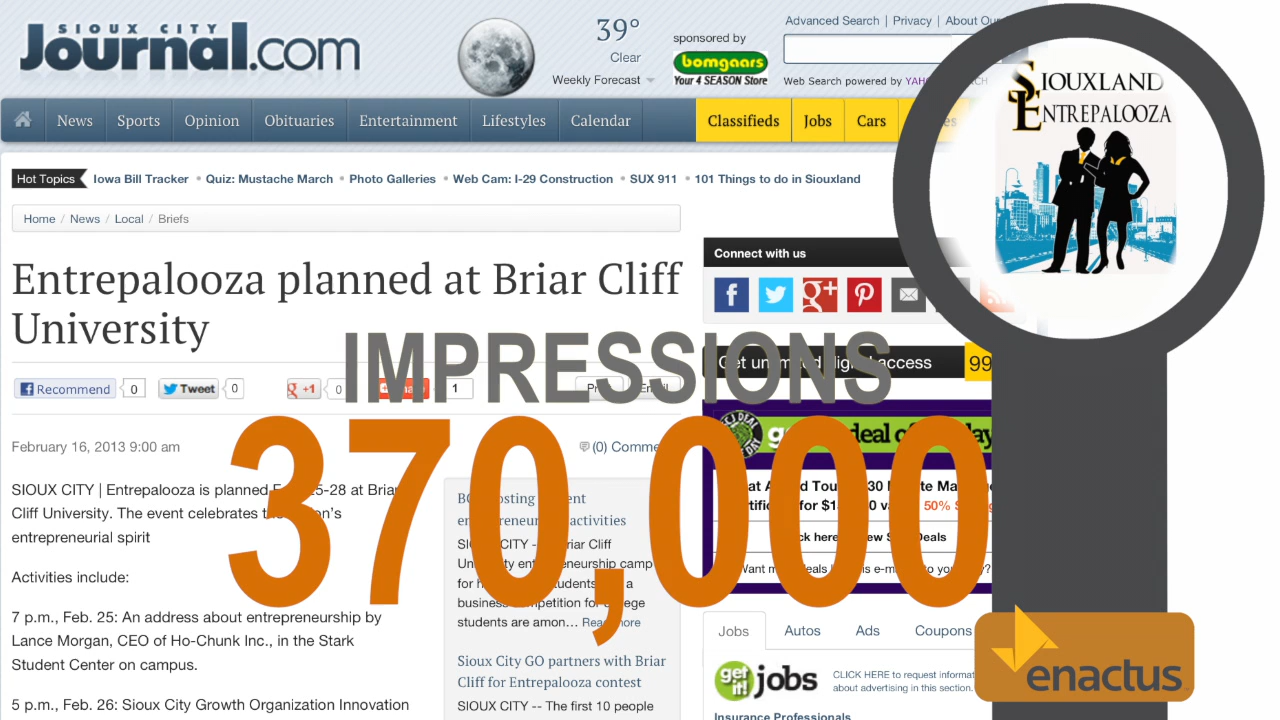 SIOUX CITY
Journal.com
39°
Clear
Weekly Forecast
sponsored by
bomgaars
Your 4 SEASON Store
Advanced Search | Privacy | About Our
Web Search powered by
SIOUXLAND
ENTREPALOOZA
News
Sports
Opinion
Obituaries
Entertainment
Lifestyles
Calendar
Classifieds
Jobs
Cars
Hot Topics
Iowa Bill Tracker • Quiz: Mustache March • Photo Galleries • Web Cam: I-29 Construction • SUX 911 • 101 Things to do in Siouxland
Home / News / Local / Briefs
Connect with us
Entrepalooza planned at Briar Cliff
University
IMPRESSIONS
370,000
Recommend 0
Tweet 0
+1 0
1
access
99
February 16, 2013 9:00 am
(0)
SIOUX CITY | Entrepalooza is planned
Cliff University. The event celebrates
entrepreneurial spirit
Activities include:
7 p.m., Feb. 25: An address about entrepreneurship by
Lance Morgan, CEO of Ho-Chunk Inc., in the Stark
Student Center on campus.
5 p.m., Feb. 26: Sioux City Growth Organization Innovation
activities
students are amon...
Sioux City GO partners with Briar
Cliff for Entrepalooza contest
SIOUX CITY -- The first 10 people
50%
Deals
Jobs
Autos
Ads
Coupons
get it! jobs
CLICK HERE to request
about advertising in this section.
Insurance Professionals
enactus